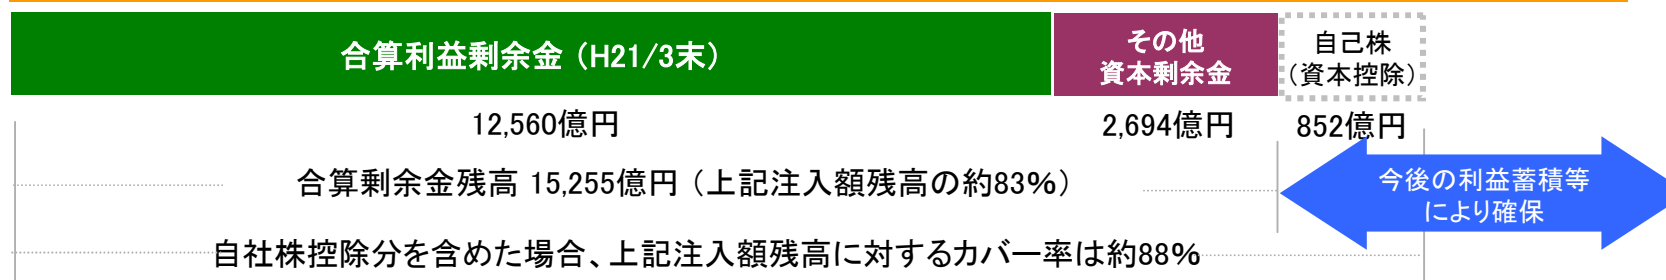 合算利益剰余金（H21/3末）
その他
資本剰余金
自己株
（資本控除）
12,560億円
2,694億円
852億円
合算剰余金残高 15,255億円（上記注入額残高の約83%）
今後の利益蓄積等
により確保
自社株控除分を含めた場合、上記注入額残高に対するカバー率は約88%